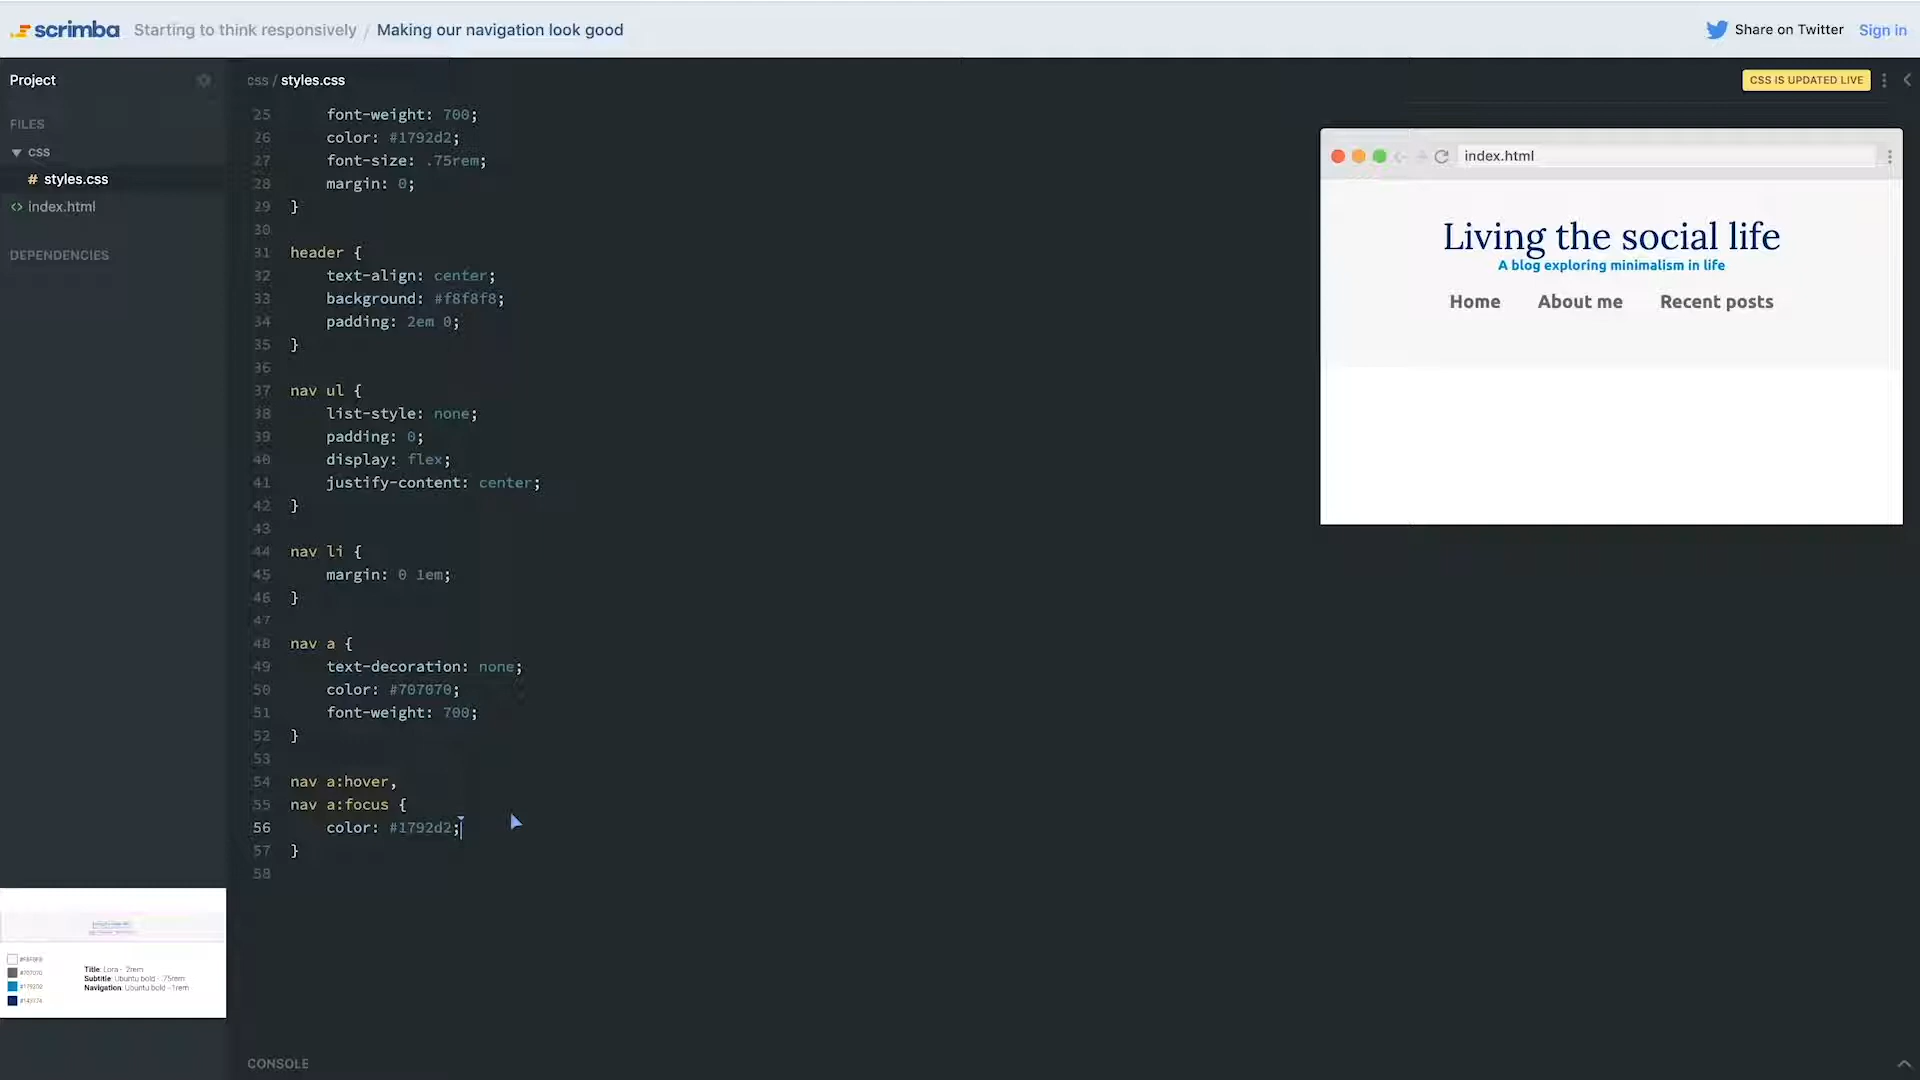 scrimba Starting to think responsively / Making our navigation look good Share on Twitter Sign in
Project
FILES
css
# styles.css
<> index.html
DEPENDENCIES
css / styles.css
CSS IS UPDATED LIVE
25 font-weight: 700;
26 color: #1792d2;
27 font-size: .75rem;
28 margin: 0;
29 }
30
31 header {
32 text-align: center;
33 background: #f8f8f8;
34 padding: 2em 0;
35 }
36
37 nav ul {
38 list-style: none;
39 padding: 0;
40 display: flex;
41 justify-content: center;
42 }
43
44 nav li {
45 margin: 0 1em;
46 }
47
48 nav a {
49 text-decoration: none;
50 color: #707070;
51 font-weight: 700;
52 }
53
54 nav a:hover,
55 nav a:focus {
56 color: #1792d2;
57 }
58
index.html
Living the social life
A blog exploring minimalism in life
Home About me Recent posts
#F8F8F8
#707070
#1792D2
Title: Lora - 2rem
Subtitle: Ubuntu bold - .75rem
Navigation: Ubuntu bold - 1rem
CONSOLE